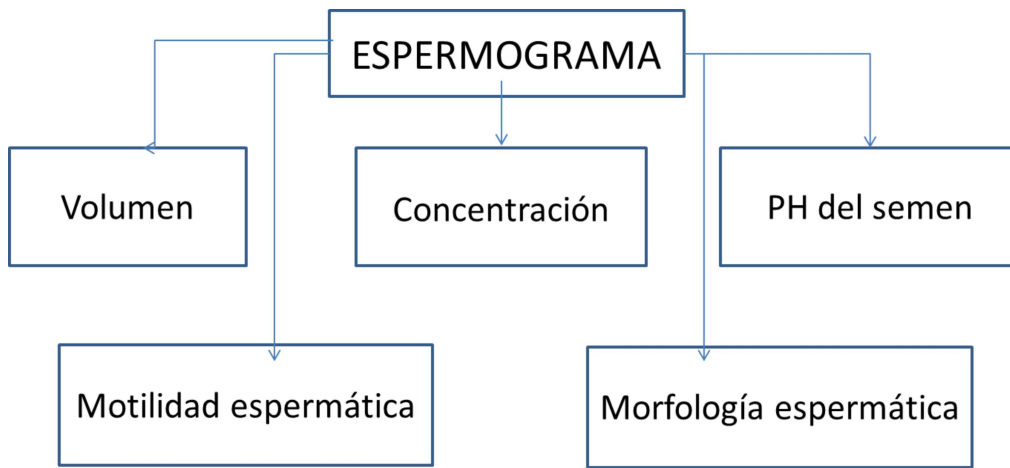 ESPERMOGRAMA
Volumen
Concentración
PH del semen
Motilidad espermática
Morfología espermática